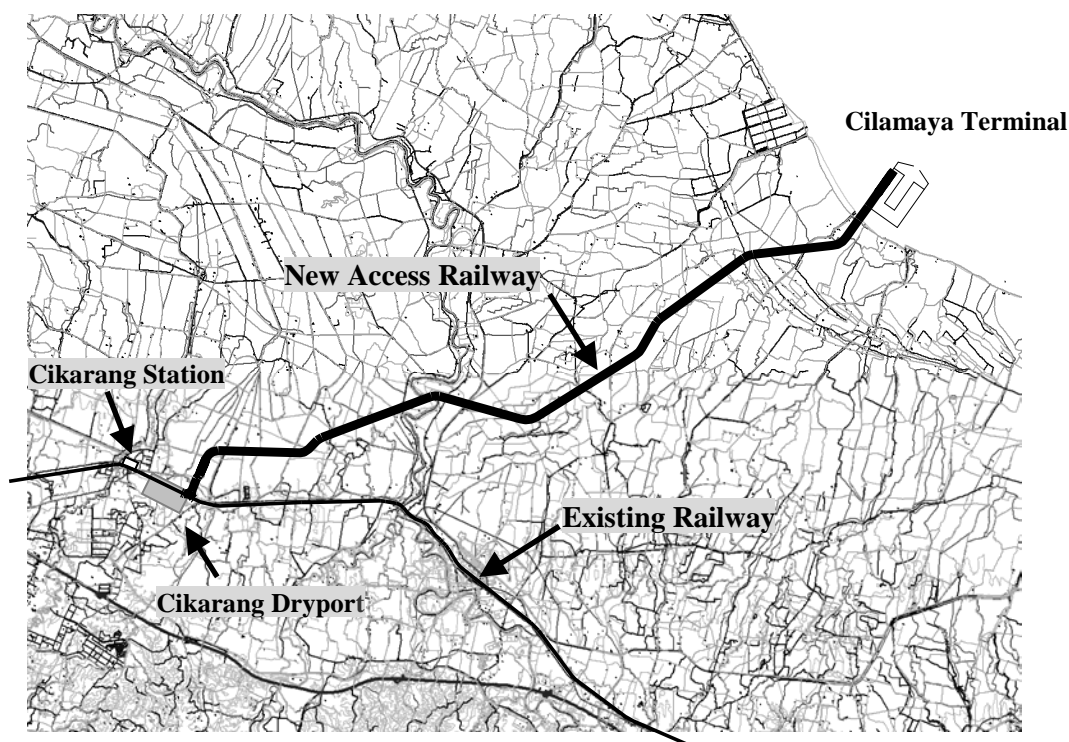 Cilamaya Terminal
New Access Railway
Cikarang Station
Existing Railway
Cikarang Dryport